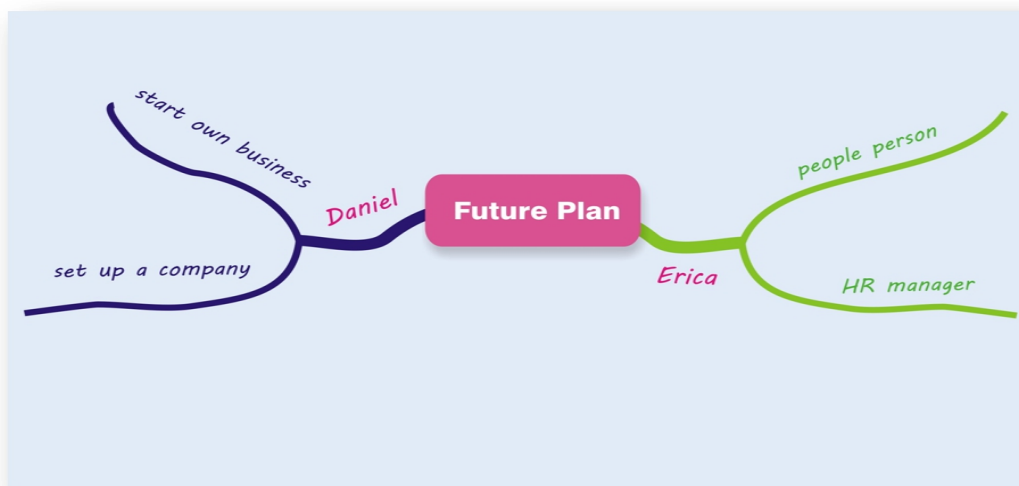 start own business
Daniel
set up a company
Future Plan
people person
Erica
HR manager